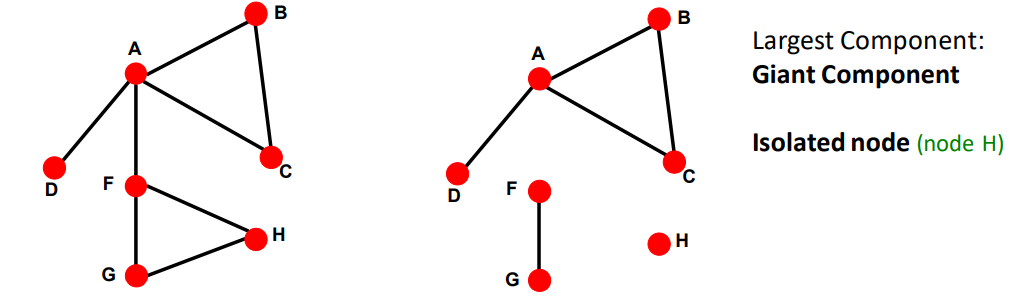 B
A
C
D
F
H
G
B
A
C
D
F
H
G
Largest Component:
Giant Component
Isolated node (node H)